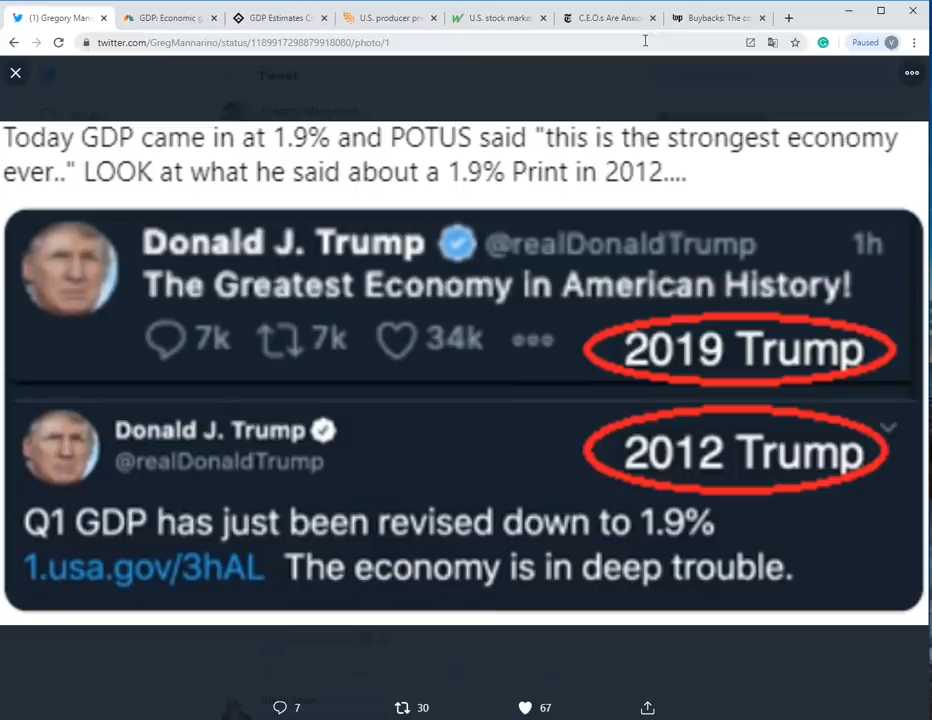 (1) Gregory Mann
GDP: Economic g
GDP Estimates C
U.S. producer pri
U.S. stock market
C.E.O.s Are Anxi
Buybacks: The co
twitter.com/GregMannarino/status/1189917298879918080/photo/1
Paused
V
Tweet
Today GDP came in at 1.9% and POTUS said "this is the strongest economy
ever.." LOOK at what he said about a 1.9% Print in 2012....
Donald J. Trump @realDonaldTrump 1h
The Greatest Economy in American History!
7k 7k 34k
2019 Trump
Donald J. Trump
@realDonaldTrump
2012 Trump
Q1 GDP has just been revised down to 1.9%
1.usa.gov/3hAL The economy is in deep trouble.
7 30 67